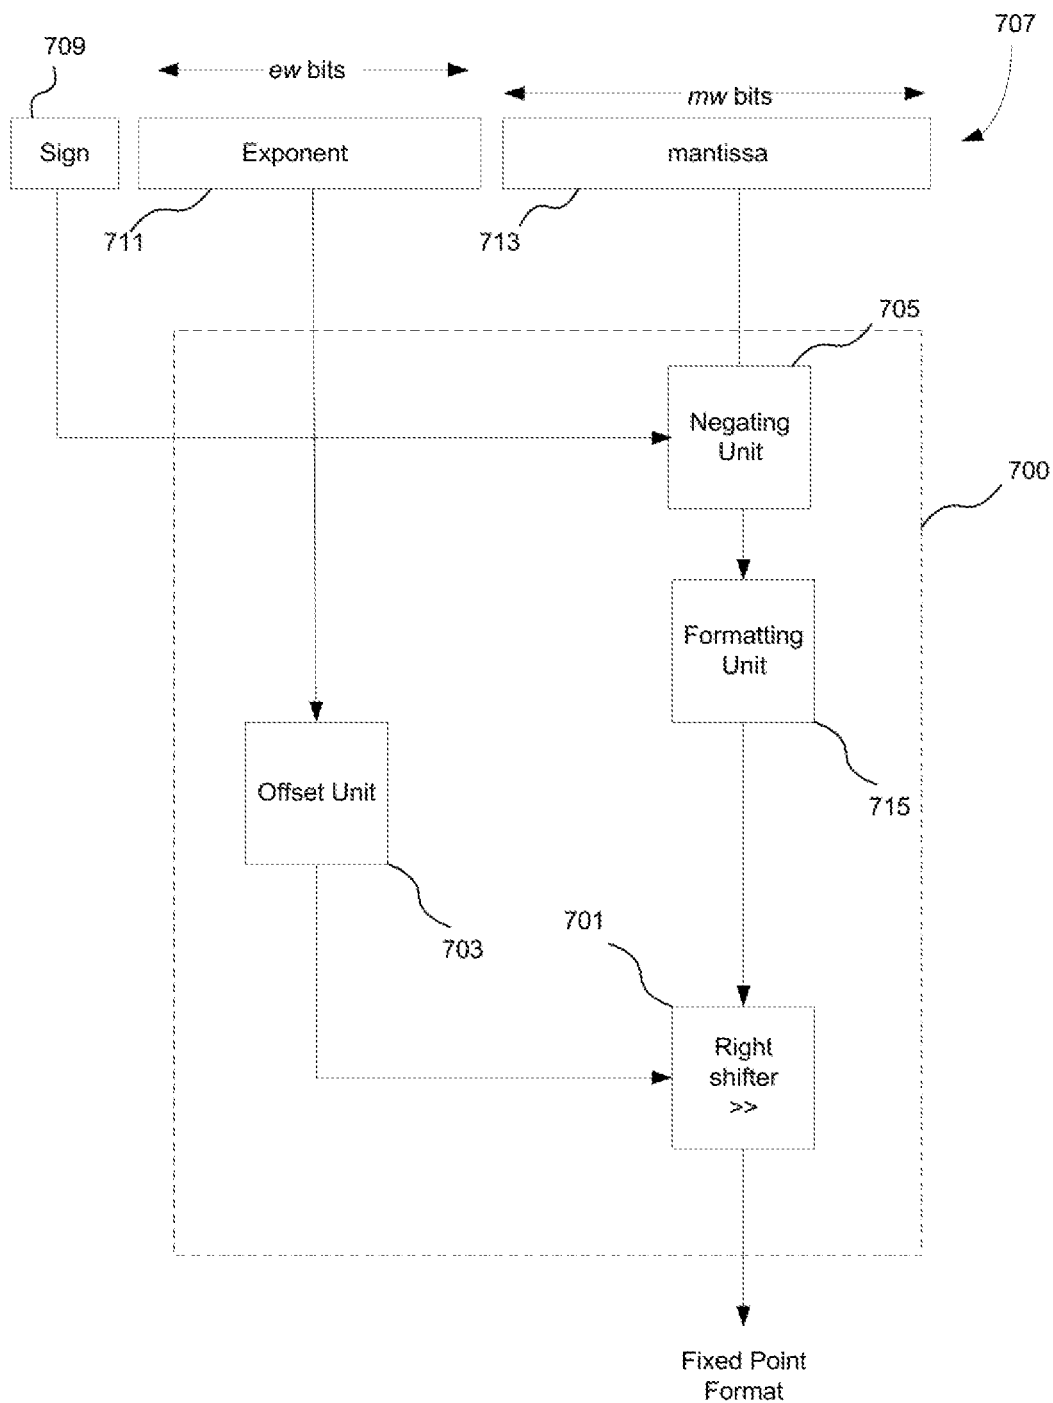 707
709
ew bits
mw bits
Sign
Exponent
mantissa
711
713
705
Negating
Unit
700
Formatting
Unit
Offset Unit
715
701
703
Right
shifter
>>
Fixed Point
Format